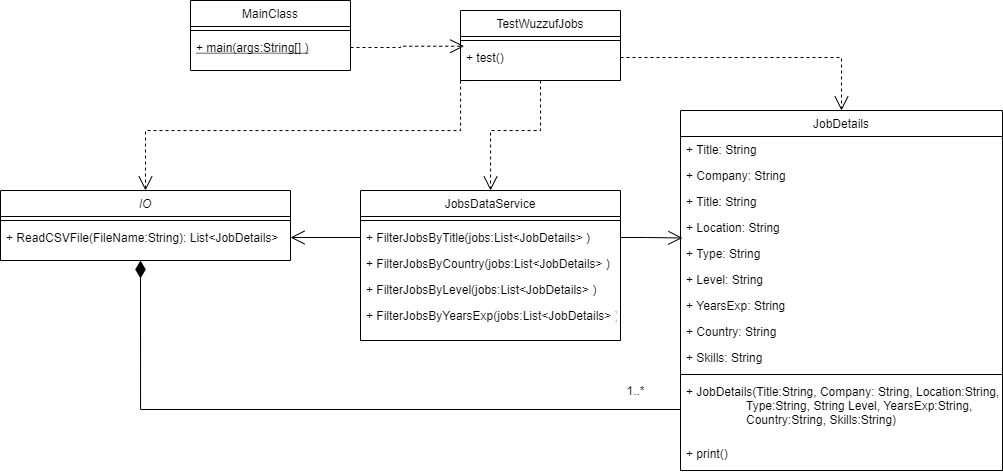 MainClass
+ main(args:String[] )
TestWuzzufJobs
+ test()
IO
+ ReadCSVFile(FileName:String): List<JobDetails>
JobsDataService
+ FilterJobsByTitle(jobs:List<JobDetails> )
+ FilterJobsByCountry(jobs:List<JobDetails> )
+ FilterJobsByLevel(jobs:List<JobDetails> )
+ FilterJobsByYearsExp(jobs:List<JobDetails> )
JobDetails
+ Title: String
+ Company: String
+ Title: String
+ Location: String
+ Type: String
+ Level: String
+ YearsExp: String
+ Country: String
+ Skills: String
+ JobDetails(Title:String, Company: String, Location:String,
Type:String, String Level, YearsExp:String,
Country:String, Skills:String)
+ print()
1..*